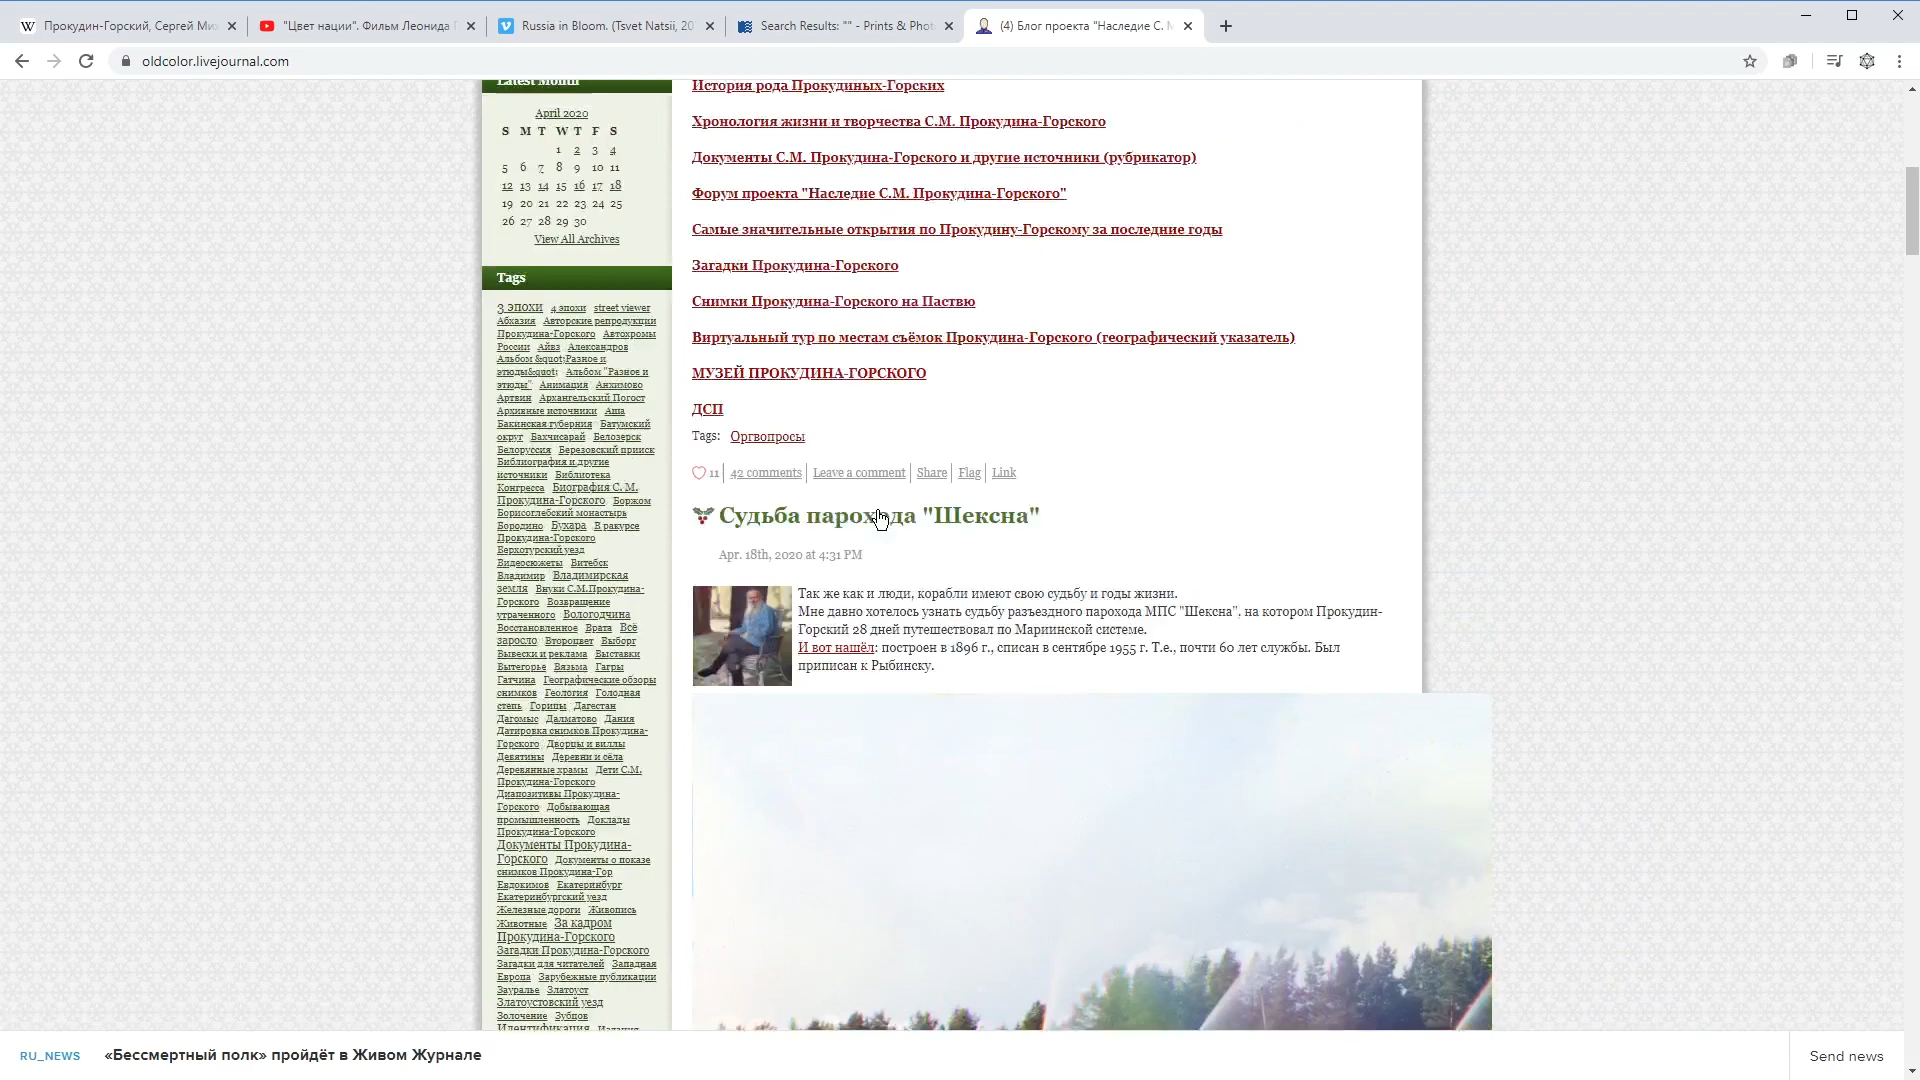 Прокудин-Горский, Сергей Ми
"Цвет нации". Фильм Леонида
Russia in Bloom. (Tsvet Natsii, 20
Search Results: "" - Prints & Phot
(4) Блог проекта "Наследие С. М
oldcolor.livejournal.com
Latest Month
April 2020
S M T W T F S
1 2 3 4
5 6 7 8 9 10 11
12 13 14 15 16 17 18
19 20 21 22 23 24 25
26 27 28 29 30
View All Archives
Tags
3 эпохи 4 эпохи street viewer
Абхазия Авторские репродукции
Прокудина-Горского Автохромы
России Айвз Александров
Альбом &quot;Разное и
этюды&quot; Альбом "Разное и
этюды" Анимация Анхимово
Артвин Архангельский Погост
Архивные источники Аша
Бакинская губерния Батумский
округ Бахчисарай Белозерск
Белоруссия Березовский прииск
Библиография и другие
источники Библиотека
Конгресса Биография С. М.
Прокудина-Горского Боржом
Борисоглебский монастырь
Бородино Бухара В ракурсе
Прокудина-Горского
Верхотурский уезд
Видеосюжеты Витебск
Владимир Владимирская
земля Внуки С.М.Прокудина-
Горского Возвращение
утраченного Вологодчина
Восстановленное Врата Всё
заросло Второцвет Выборг
Вывески и реклама Выставки
Вытегорье Вязьма Гагры
Гатчина Географические обзоры
снимков Геология Голодная
степь Горицы Дагестан
Дагомыс Далматово Дания
Датировка снимков Прокудина-
Горского Дворцы и виллы
Девятины Деревни и сёла
Деревянные храмы Дети С.М.
Прокудина-Горского
Диапозитивы Прокудина-
Горского Добывающая
промышленность Доклады
Прокудина-Горского
Документы Прокудина-
Горского Документы о показе
снимков Прокудина-Гор
Евдокимов Екатеринбург
Екатеринбургский уезд
Железные дороги Живопись
Животные За кадром
Прокудина-Горского
Загадки Прокудина-Горского
Загадки для читателей Западная
Европа Зарубежные публикации
Зауралье Златоуст
Златоустовский уезд
Золочение Зубцов
Идентификация Издания
История рода Прокудиных-Горских
Хронология жизни и творчества С.М. Прокудина-Горского
Документы С.М. Прокудина-Горского и другие источники (рубрикатор)
Форум проекта "Наследие С.М. Прокудина-Горского"
Самые значительные открытия по Прокудину-Горскому за последние годы
Загадки Прокудина-Горского
Снимки Прокудина-Горского на Паствю
Виртуальный тур по местам съёмок Прокудина-Горского (географический указатель)
МУЗЕЙ ПРОКУДИНА-ГОРСКОГО
ДСП
Tags: Оргвопросы
11 42 comments Leave a comment Share Flag Link
Судьба парохода "Шексна"
Apr. 18th, 2020 at 4:31 PM
Так же как и люди, корабли имеют свою судьбу и годы жизни.
Мне давно хотелось узнать судьбу разъездного парохода МПС "Шексна", на котором Прокудин-
Горский 28 дней путешествовал по Мариинской системе.
И вот нашёл: построен в 1896 г., списан в сентябре 1955 г. Т.е., почти 60 лет службы. Был
приписан к Рыбинску.
RU_NEWS «Бессмертный полк» пройдёт в Живом Журнале
Send news